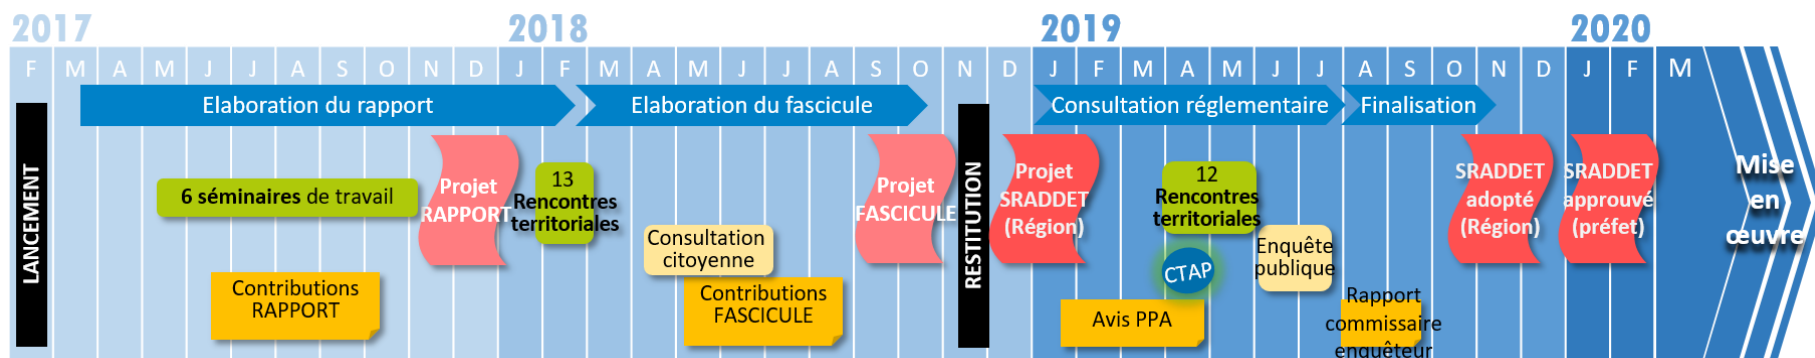 2017 2018 2019 2020
F M A M J J A S O N D J F M A M J J A S O N D J F M A M J J A S O N D J F M
Elaboration du rapport
Elaboration du fascicule
Consultation réglementaire
Finalisation
LANCEMENT
6 séminaires de travail
Contributions
RAPPORT
Projet
RAPPORT
13
Rencontres
territoriales
Consultation
citoyenne
Contributions
FASCICULE
Projet
FASCICULE
RESTITUTION
Projet
SRADDET
(Région)
12
Rencontres
territoriales
CTAP
Avis PPA
Enquête
publique
Rapport
commissaire
enquêteur
SRADDET
adopté
(Région)
SRADDET
approuvé
(préfet)
Mise
en
œuvre